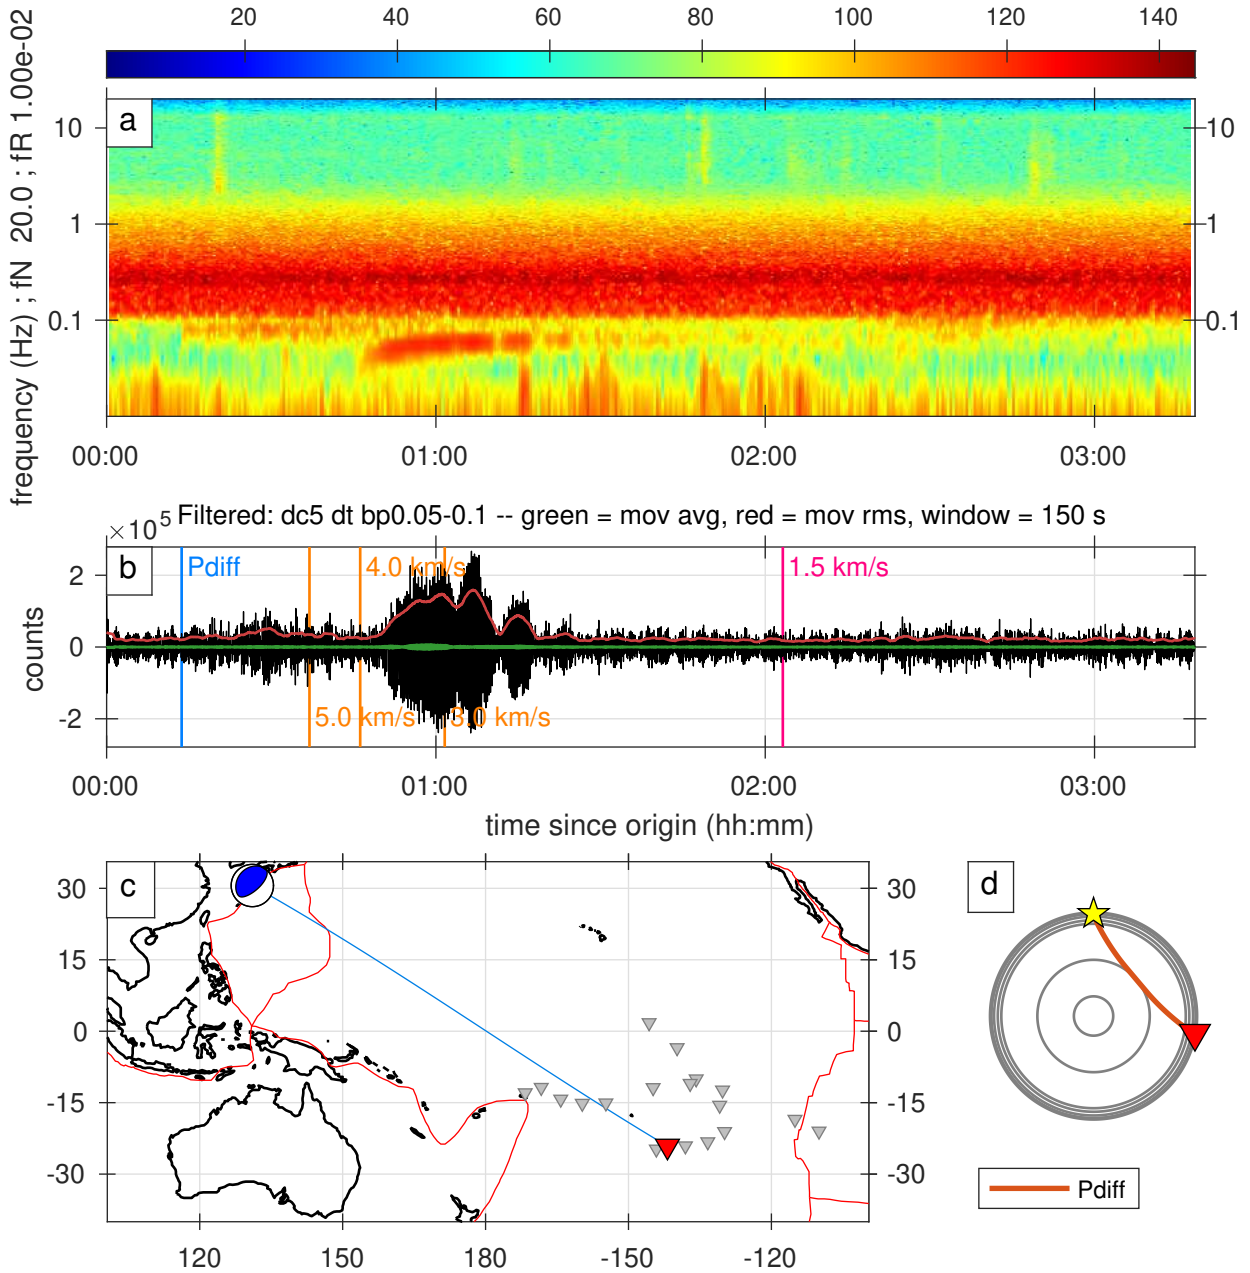 20 40 60 80 100 120 140
frequency (Hz) ; fN 20.0 ; fR 1.00e-02
a
10 10
1 1
0.1 0.1
00:00 01:00 02:00 03:00
×10^5
Filtered: dc5 dt bp0.05-0.1 -- green = mov avg, red = mov rms, window = 150 s
b
Pdiff 4.0 km/s 1.5 km/s
counts
2
0
-2
5.0 km/s 3.0 km/s
00:00 01:00 02:00 03:00
time since origin (hh:mm)
c
d
30 30
15 15
0 0
-15 -15
-30 -30
120 150 180 -150 -120
Pdiff